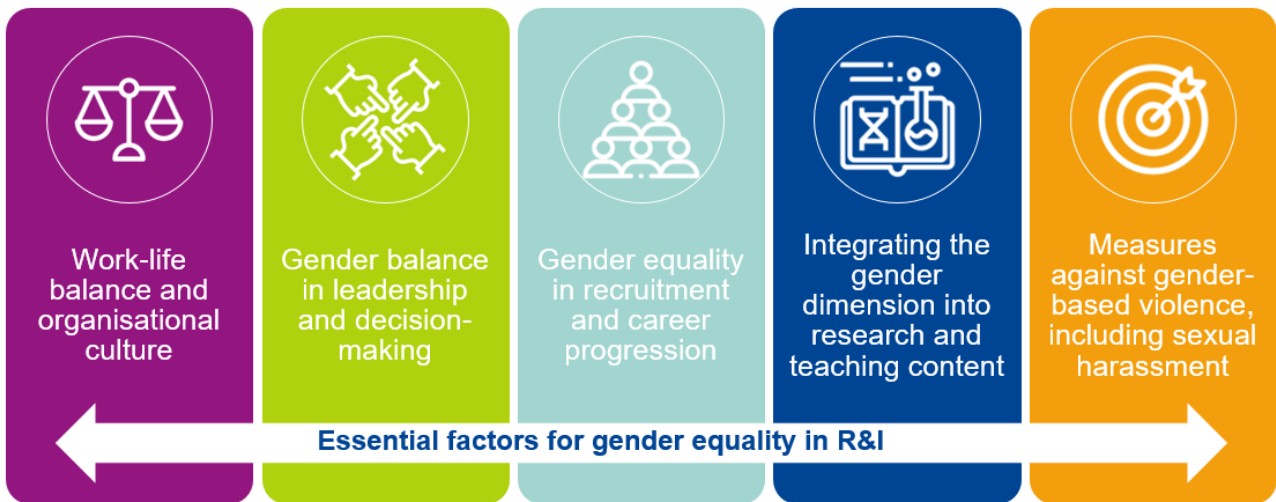 Work-life
balance and
organisational
culture
Gender balance
in leadership
and decision-
making
Gender equality
in recruitment
and career
progression
Integrating the
gender
dimension into
research and
teaching content
Measures
against gender-
based violence,
including sexual
harassment
Essential factors for gender equality in R&I